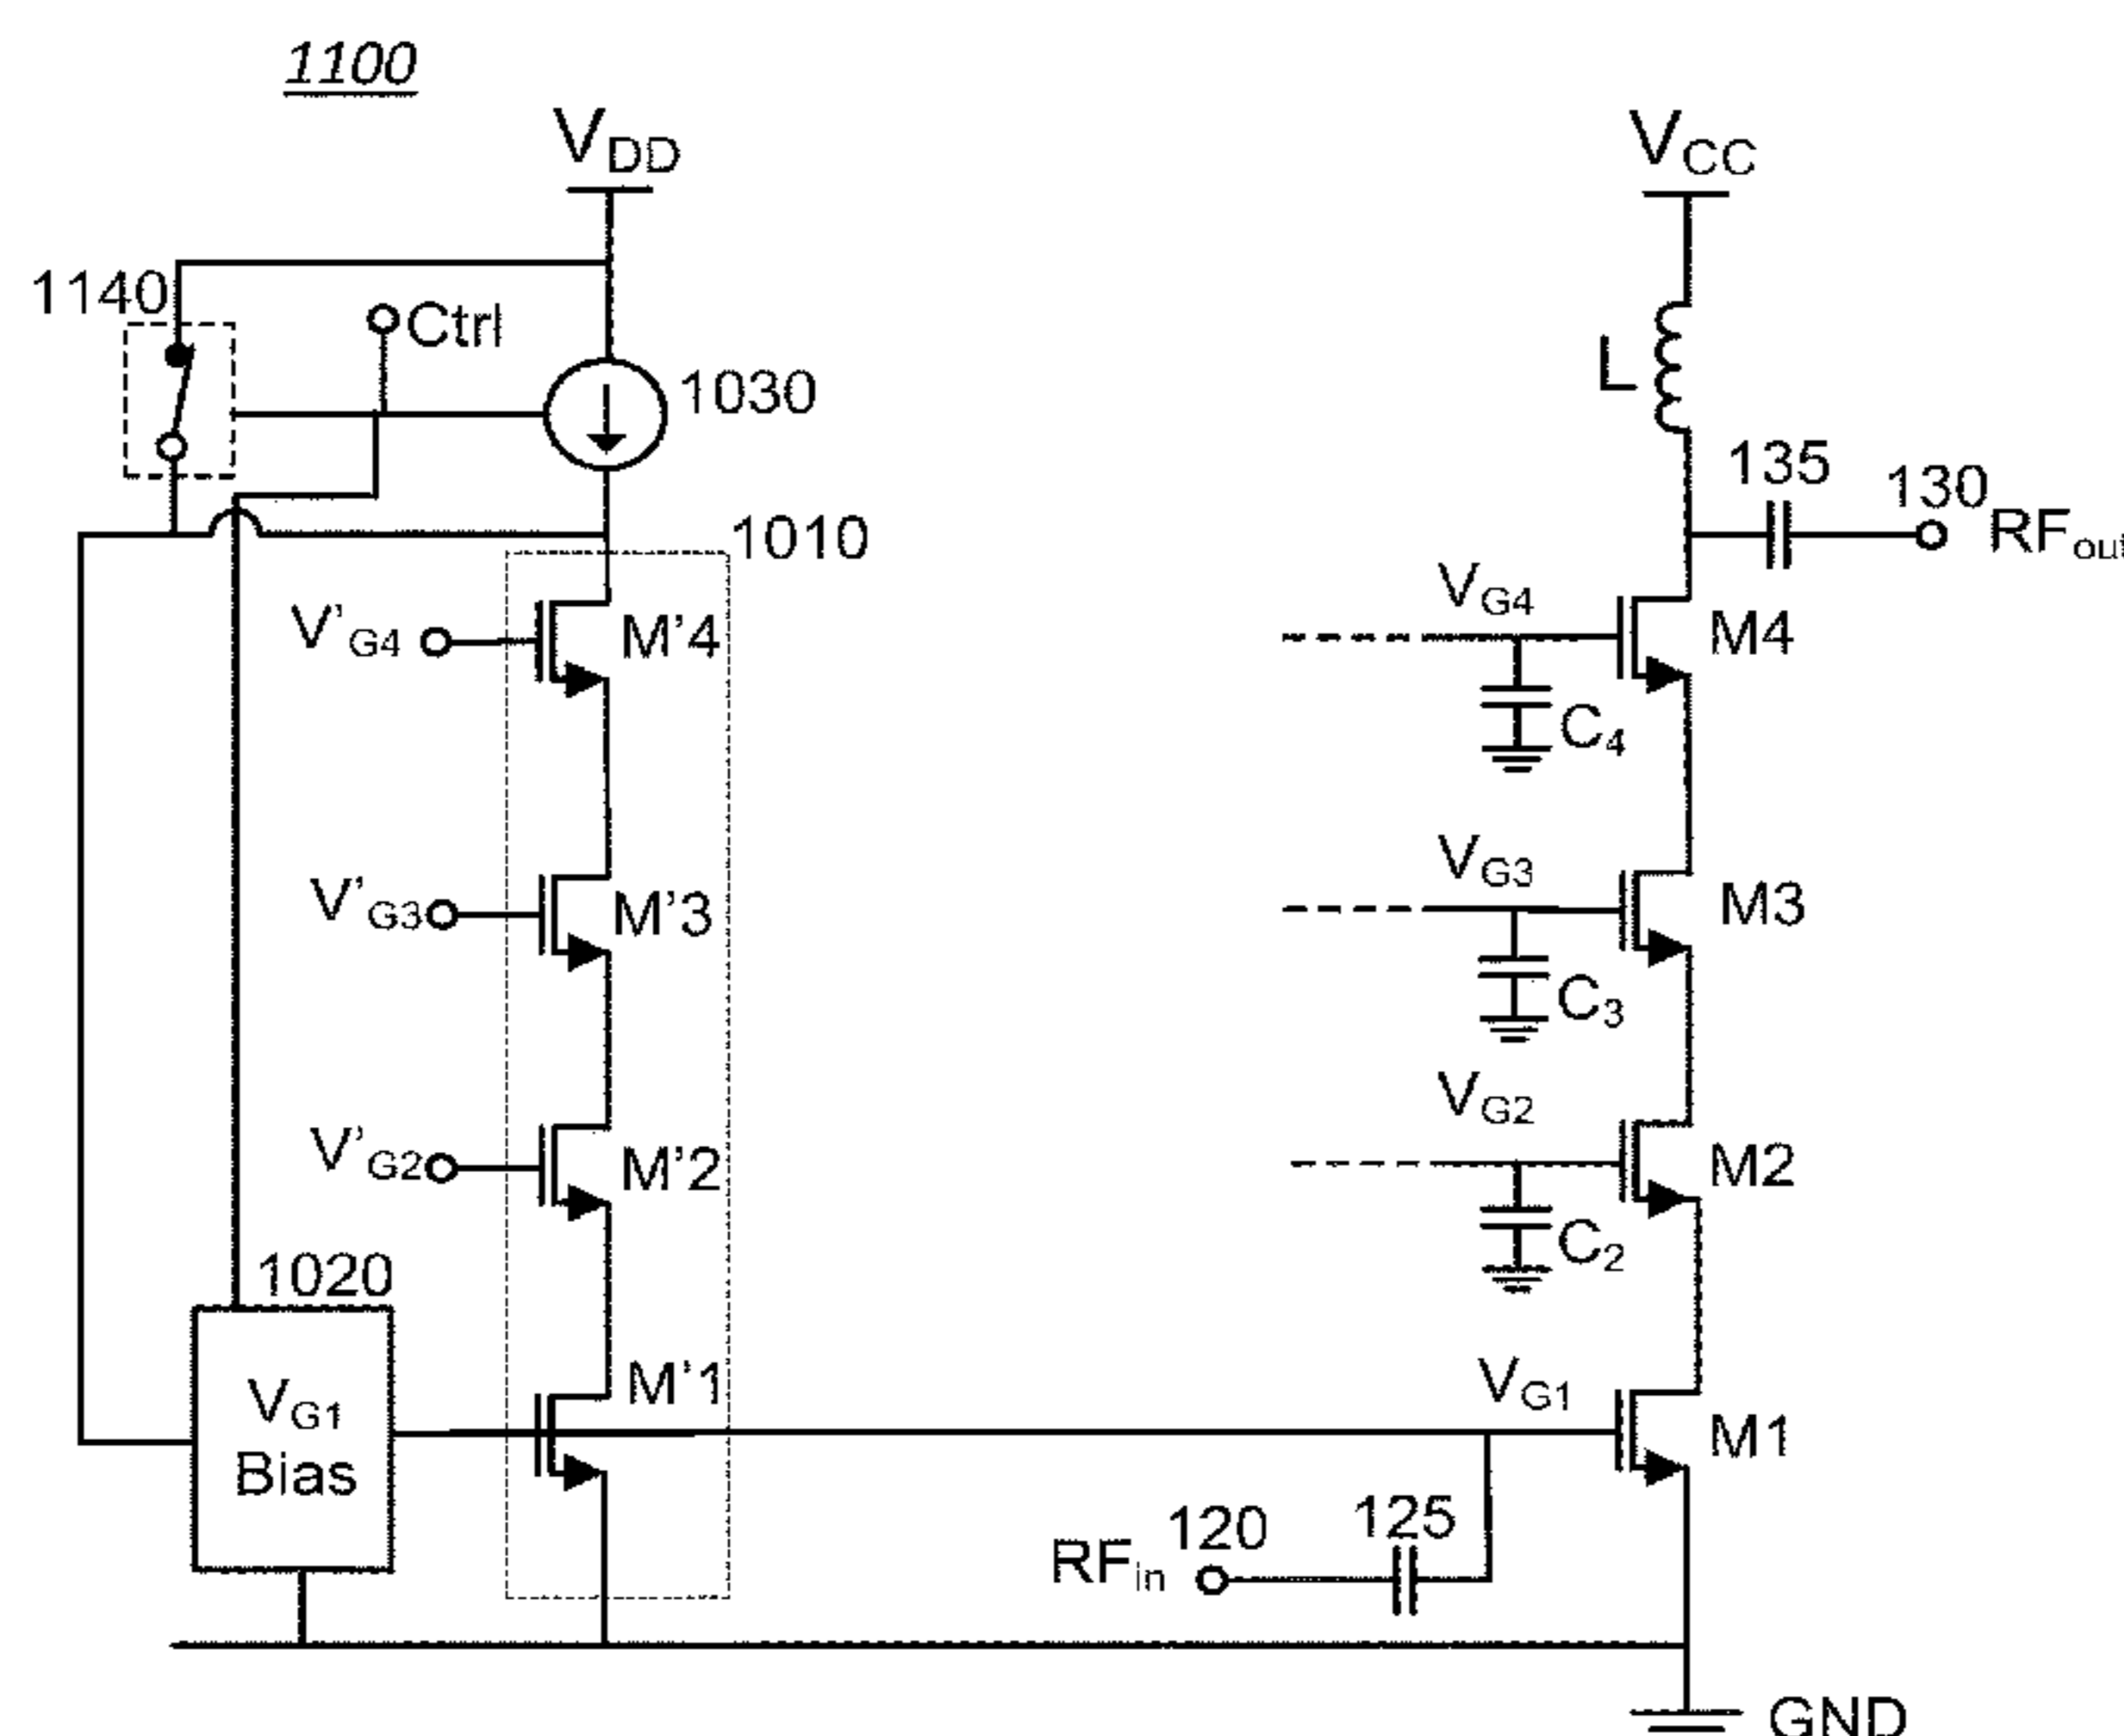 1100
VDD
VCC
1140
Ctrl
1030
L
135
130
RFout
1010
V'G4
M'4
VG4
M4
C4
V'G3
M'3
VG3
M3
C3
V'G2
M'2
VG2
M2
C2
1020
VG1
Bias
M'1
VG1
M1
RFin
120
125
GND